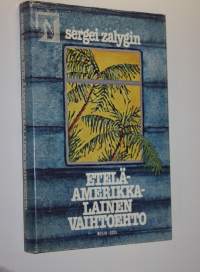 N
sergei zalygin
ETELÄ-
AMERIKKA-
LAINEN
VAIHTOEHTO